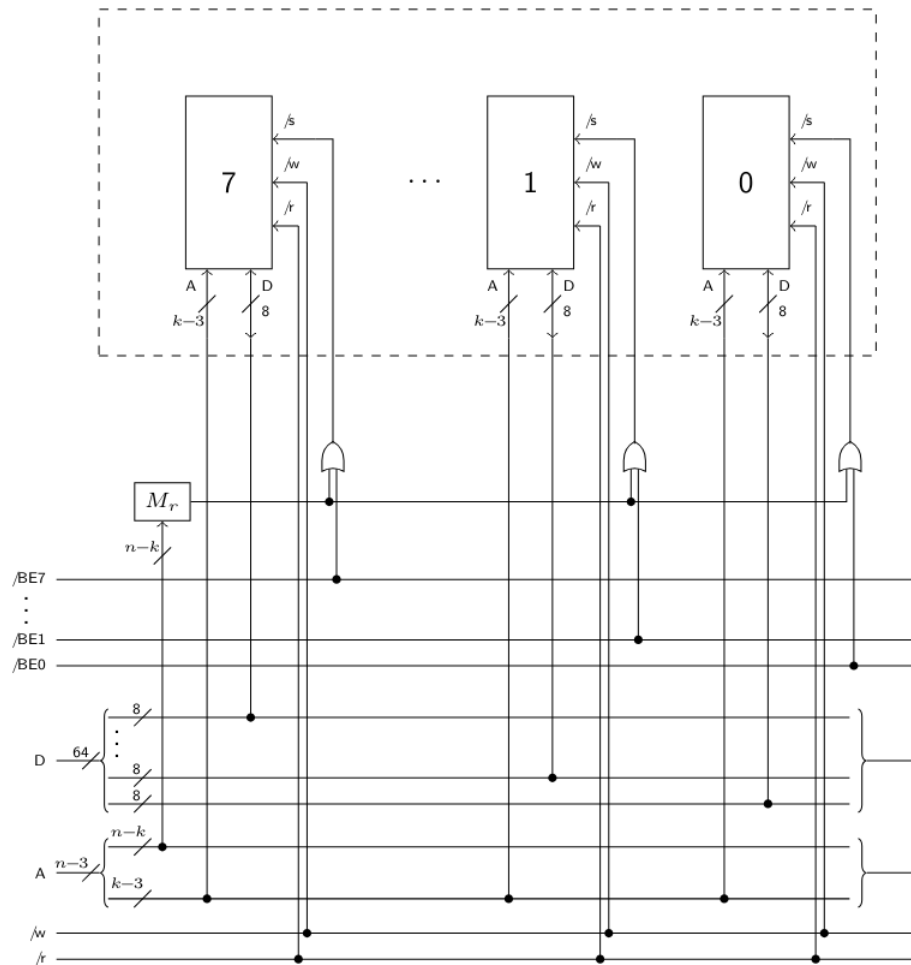 /s /s /s
/w /w /w
7 ... 1 0
/r /r /r
A D A D A D
8 8 8
k−3 k−3 k−3
M_r
n−k
/BE7
⋮
/BE1
/BE0
8
⋮
64
D
8
8
n−k
n−3
A
k−3
/w
/r